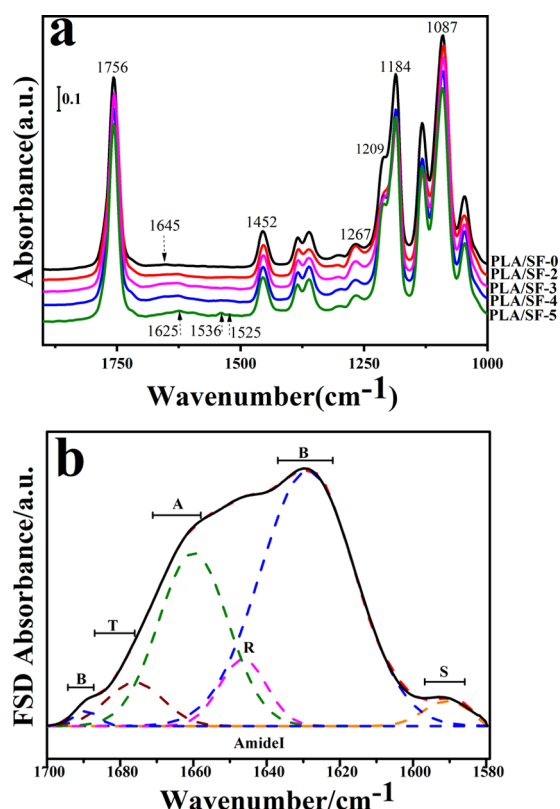 a
1756
1184
1087
0.1
1209
1645
1452
1267
PLA/SF-0
PLA/SF-2
PLA/SF-3
PLA/SF-4
PLA/SF-5
1625
1536
1525
Absorbance(a.u.)
1750
1500
1250
1000
Wavenumber(cm-1)
b
B
A
T
R
B
S
AmideI
FSD Absorbance/a.u.
1700
1680
1660
1640
1620
1600
1580
Wavenumber/cm-1